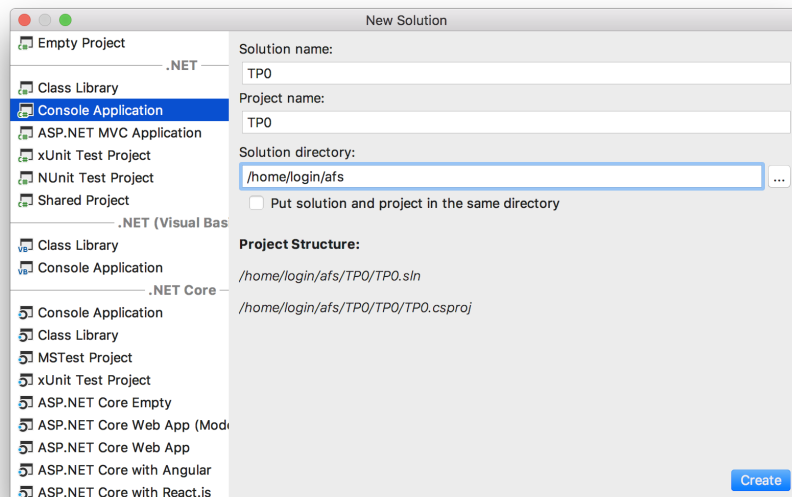 New Solution
Empty Project
.NET
Class Library
Console Application
ASP.NET MVC Application
xUnit Test Project
NUnit Test Project
Shared Project
.NET (Visual Bas
Class Library
Console Application
.NET Core
Console Application
Class Library
MSTest Project
xUnit Test Project
ASP.NET Core Empty
ASP.NET Core Web App (Mode
ASP.NET Core Web App
ASP.NET Core with Angular
ASP.NET Core with React.js
Solution name:
TP0
Project name:
TP0
Solution directory:
/home/login/afs
...
Put solution and project in the same directory
Project Structure:
/home/login/afs/TP0/TP0.sln
/home/login/afs/TP0/TP0/TP0.csproj
Create